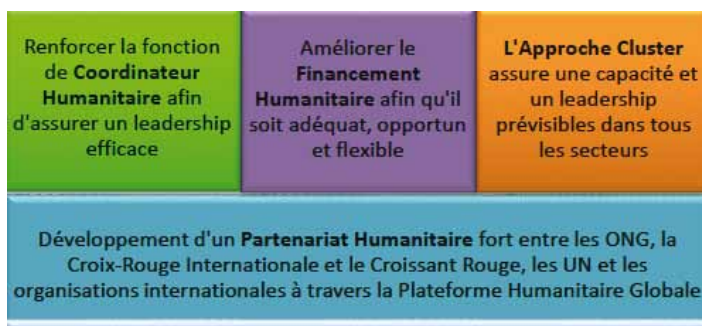 Renforcer la fonction
de Coordinateur
Humanitaire afin
d'assurer un leadership
efficace
Améliorer le
Financement
Humanitaire afin qu'il
soit adéquat, opportun
et flexible
L'Approche Cluster
assure une capacité et
un leadership
prévisibles dans tous
les secteurs
Développement d'un Partenariat Humanitaire fort entre les ONG, la
Croix-Rouge Internationale et le Croissant Rouge, les UN et les
organisations internationales à travers la Plateforme Humanitaire Globale